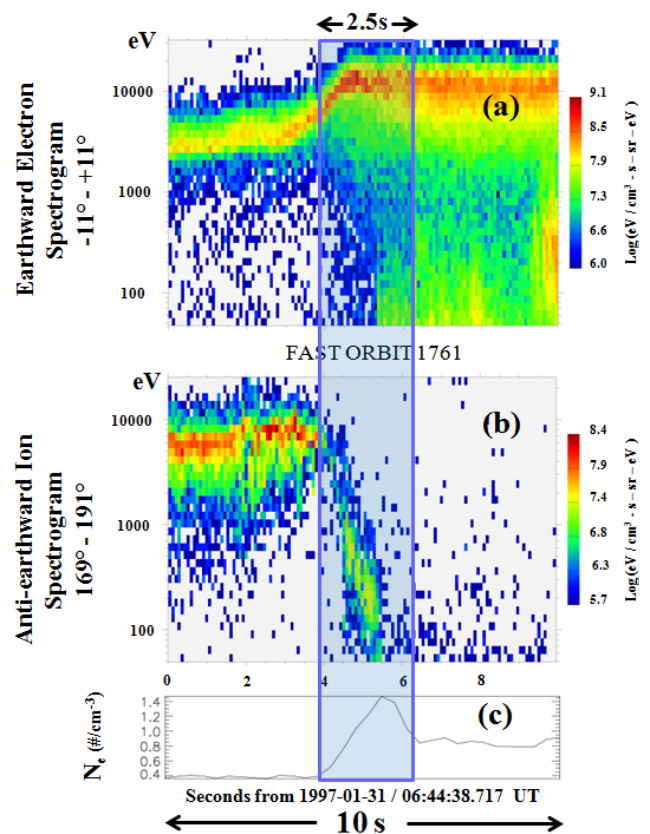 2.5s
eV
Earthward Electron
Spectrogram
-11° - +11°
10000
1000
100
(a)
9.1
8.5
7.9
7.3
6.6
6.0
Log(eV / cm³ - s – sr – eV)
FAST ORBIT 1761
eV
Anti-earthward Ion
Spectrogram
169° - 191°
10000
1000
100
(b)
8.4
7.9
7.4
6.8
6.3
5.7
Log(eV / cm³ - s – sr – eV)
0 2 4 6 8
Ne (#/cm-3)
1.4
1.2
1.0
0.8
0.6
0.4
(c)
Seconds from 1997-01-31 / 06:44:38.717 UT
10 s